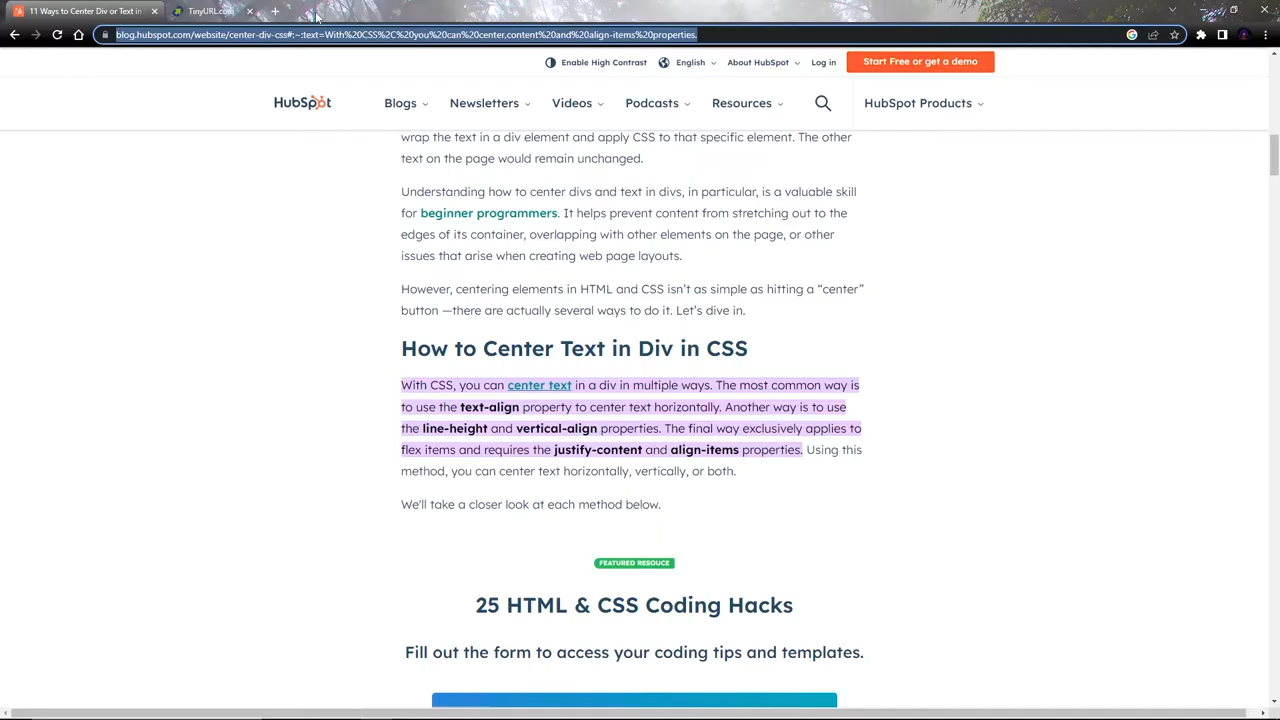 11 Ways to Center Div or Text in
TinyURL.com
blog.hubspot.com/website/center-div-css#:~:text=With%20CSS%2C%20you%20can%20center,content%20and%20align-items%20properties.
Enable High Contrast
English
About HubSpot
Log in
Start Free or get a demo
HubSpot
Blogs
Newsletters
Videos
Podcasts
Resources
HubSpot Products
wrap the text in a div element and apply CSS to that specific element. The other
text on the page would remain unchanged.
Understanding how to center divs and text in divs, in particular, is a valuable skill
for beginner programmers. It helps prevent content from stretching out to the
edges of its container, overlapping with other elements on the page, or other
issues that arise when creating web page layouts.
However, centering elements in HTML and CSS isn’t as simple as hitting a “center”
button —there are actually several ways to do it. Let’s dive in.
How to Center Text in Div in CSS
With CSS, you can center text in a div in multiple ways. The most common way is
to use the text-align property to center text horizontally. Another way is to use
the line-height and vertical-align properties. The final way exclusively applies to
flex items and requires the justify-content and align-items properties. Using this
method, you can center text horizontally, vertically, or both.
We'll take a closer look at each method below.
FEATURED RESOUCE
25 HTML & CSS Coding Hacks
Fill out the form to access your coding tips and templates.